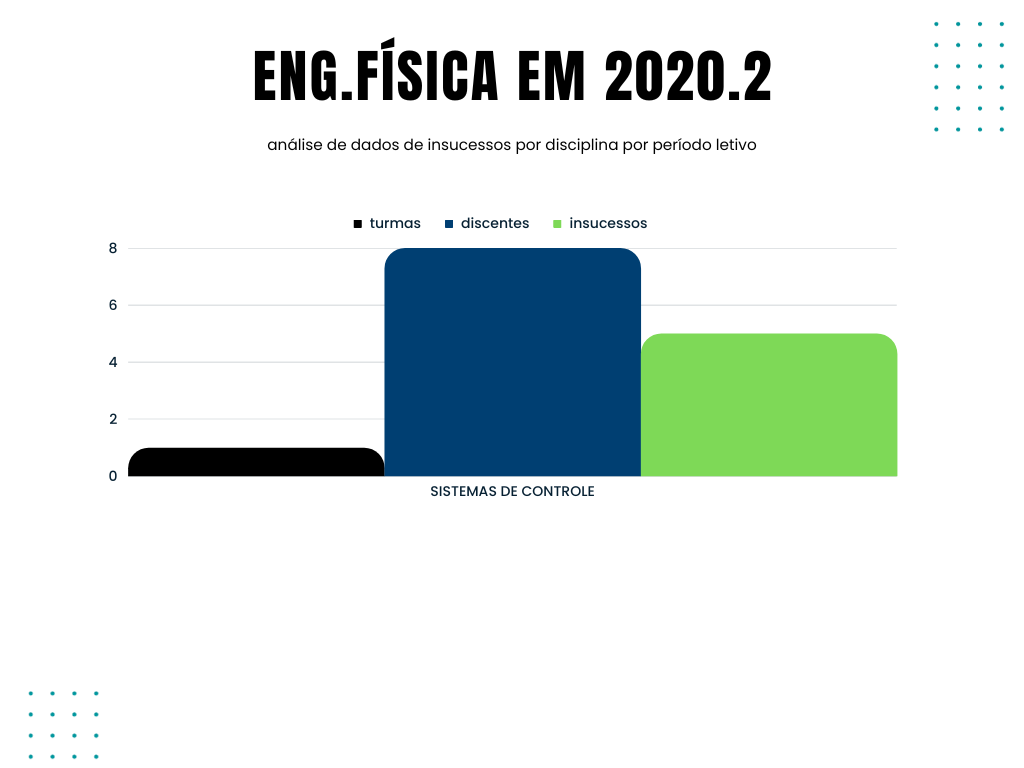 ENG.FÍSICA EM 2020.2
análise de dados de insucessos por disciplina por período letivo
turmas discentes insucessos
8
6
4
2
0
SISTEMAS DE CONTROLE